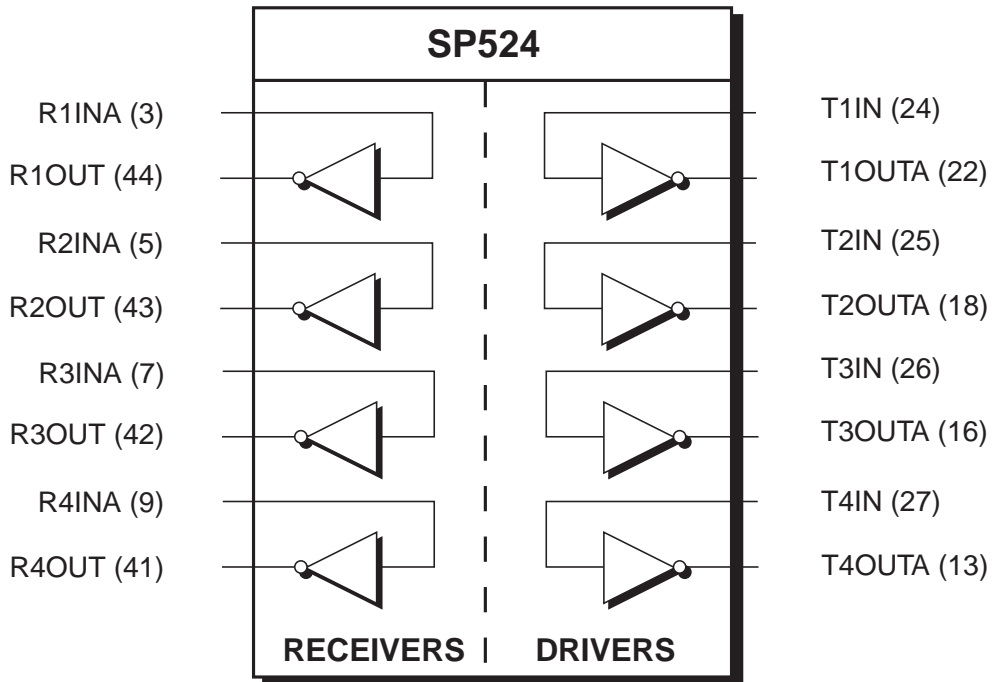 SP524
R1INA (3)
R1OUT (44)
R2INA (5)
R2OUT (43)
R3INA (7)
R3OUT (42)
R4INA (9)
R4OUT (41)
T1IN (24)
T1OUTA (22)
T2IN (25)
T2OUTA (18)
T3IN (26)
T3OUTA (16)
T4IN (27)
T4OUTA (13)
RECEIVERS
DRIVERS